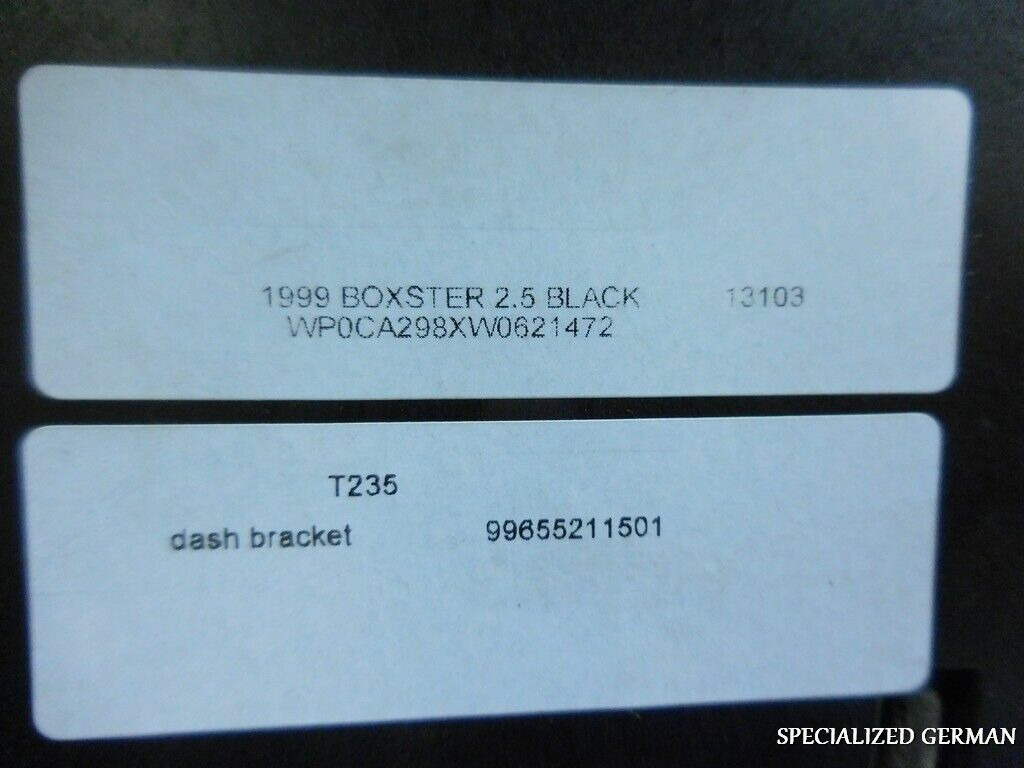 1999 BOXSTER 2.5 BLACK 13103
WP0CA298XW0621472
T235
dash bracket 99655211501
SPECIALIZED GERMAN